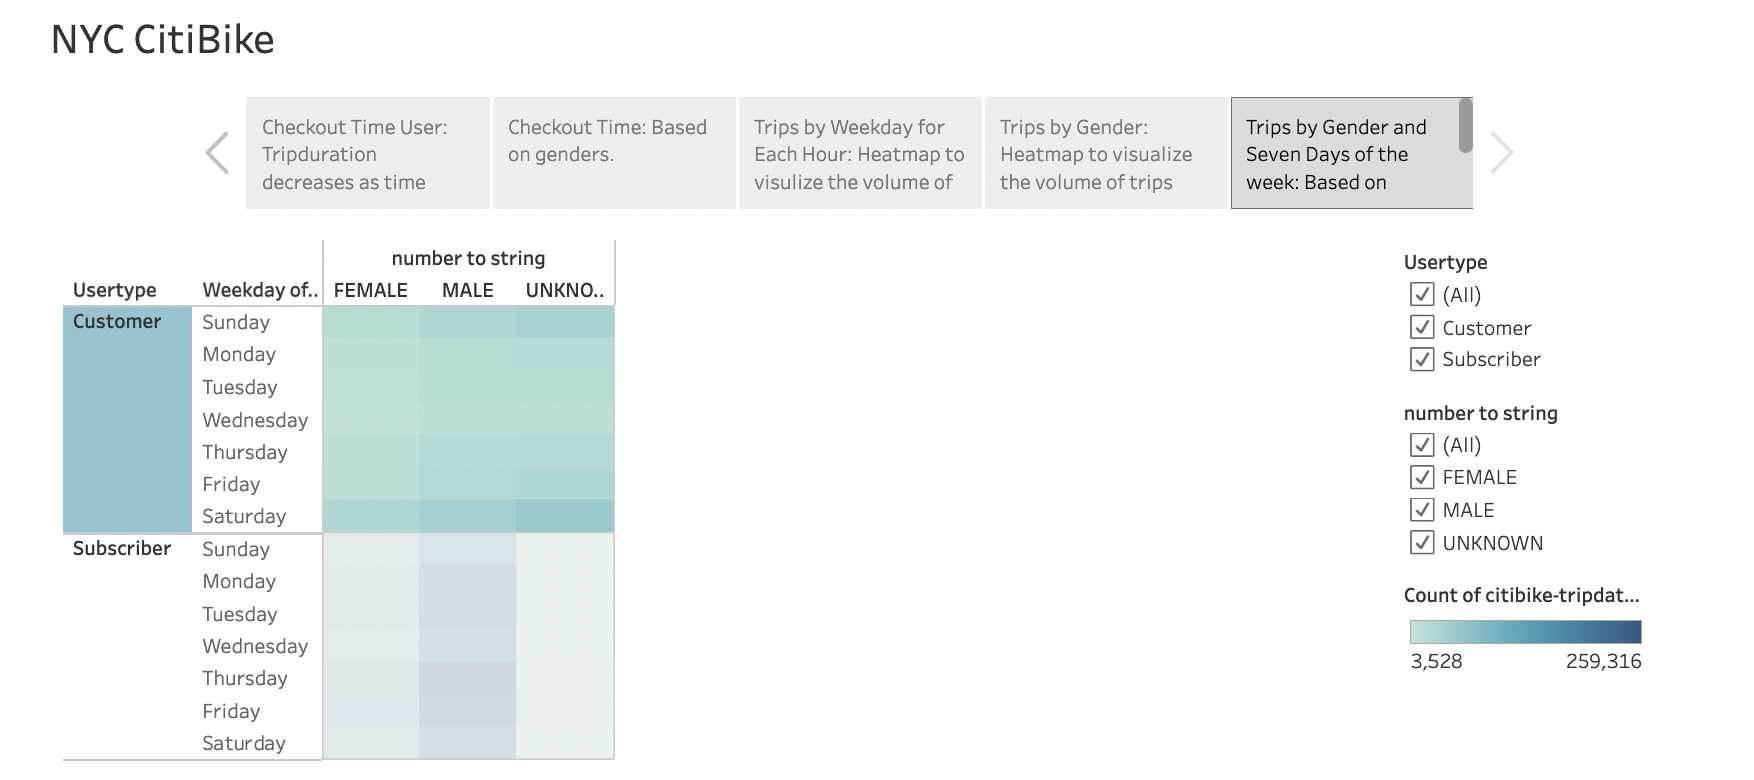 NYC CitiBike
Checkout Time User:
Tripduration
decreases as time
Checkout Time: Based
on genders.
Trips by Weekday for
Each Hour: Heatmap to
visulize the volume of
Trips by Gender:
Heatmap to visualize
the volume of trips
Trips by Gender and
Seven Days of the
week: Based on
number to string
Usertype Weekday of.. FEMALE MALE UNKNO..
Customer Sunday
Monday
Tuesday
Wednesday
Thursday
Friday
Saturday
Subscriber Sunday
Monday
Tuesday
Wednesday
Thursday
Friday
Saturday
Usertype
(All)
Customer
Subscriber
number to string
(All)
FEMALE
MALE
UNKNOWN
Count of citibike-tripdat...
3,528 259,316